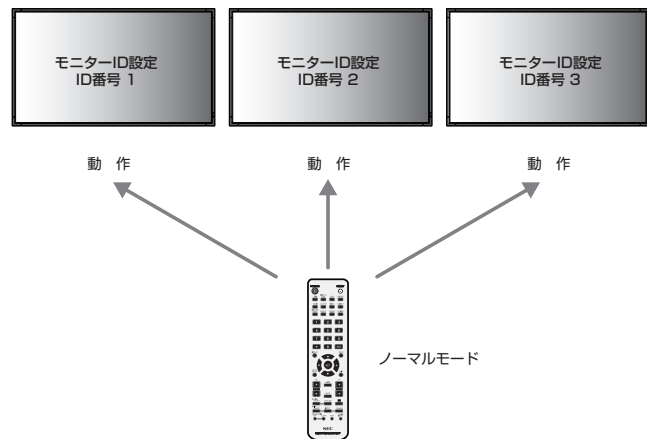 モニターID設定
ID番号 1
モニターID設定
ID番号 2
モニターID設定
ID番号 3
動 作
動 作
動 作
ノーマルモード
NEC